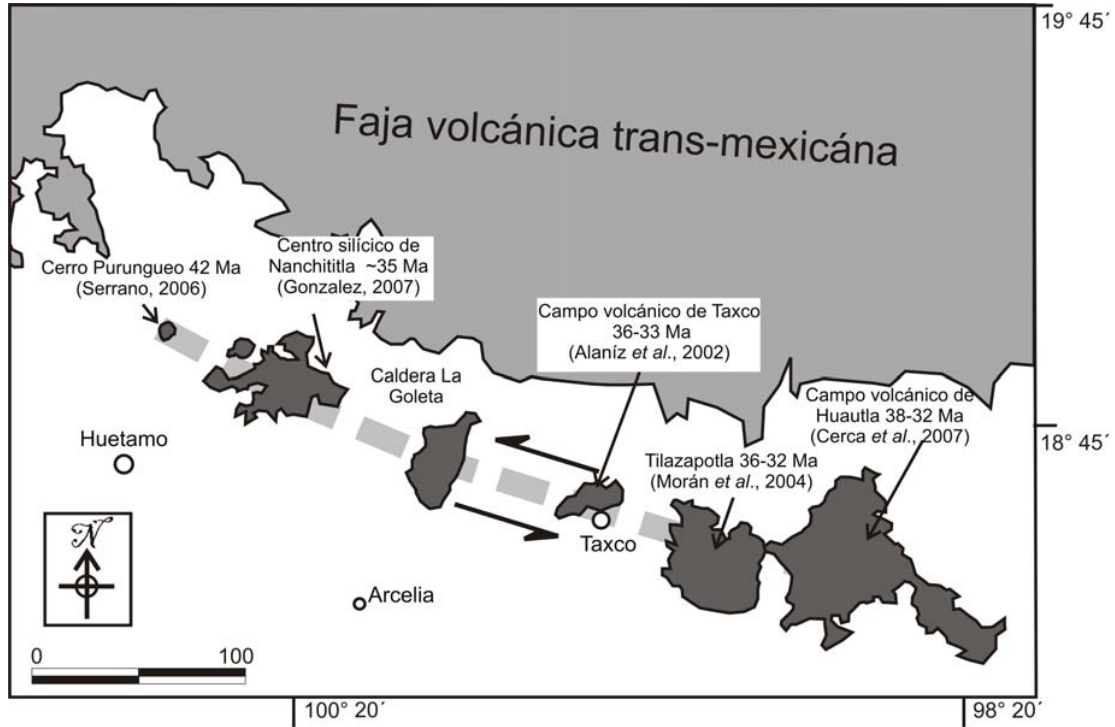 19° 45´
Faja volcánica trans-mexicána
Centro silícico de
Nanchititla ~35 Ma
(Gonzalez, 2007)
Cerro Purungueo 42 Ma
(Serrano, 2006)
Campo volcánico de Taxco
36-33 Ma
(Alaníz et al., 2002)
Caldera La
Goleta
Campo volcánico de
Huautla 38-32 Ma
(Cerca et al., 2007)
18° 45´
Huetamo
Tilazapotla 36-32 Ma
(Morán et al., 2004)
N
Taxco
Arcelia
0 100
100° 20´
98° 20´